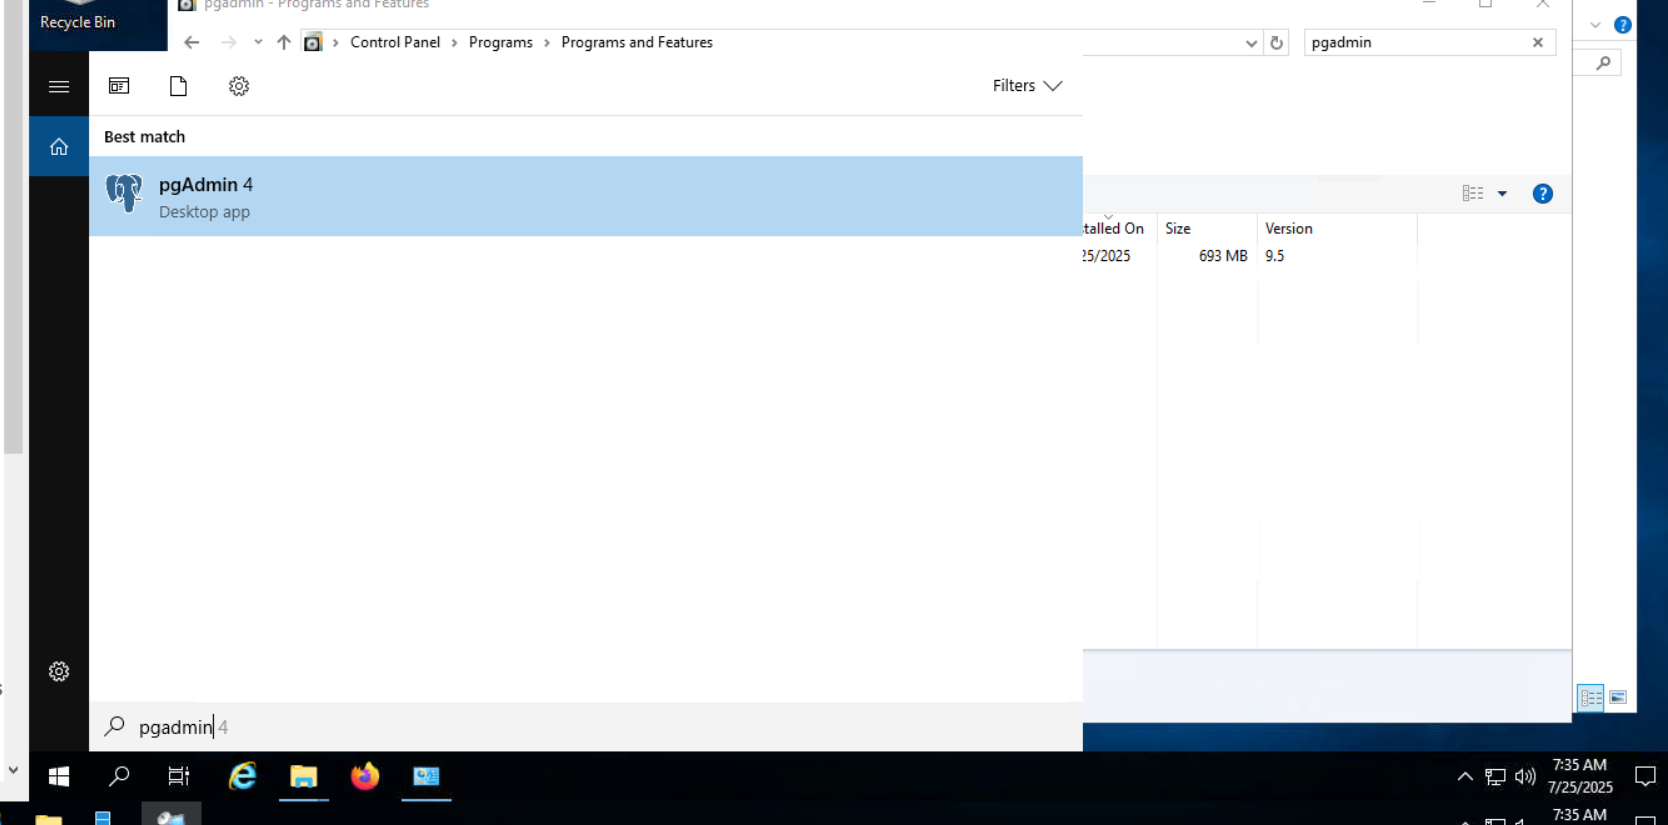 Recycle Bin
pgadmin - Programs and Features
Control Panel > Programs > Programs and Features
pgadmin
Filters
Best match
pgAdmin 4
Desktop app
stalled On
Size
Version
25/2025
693 MB
9.5
pgadmin 4
7:35 AM
7/25/2025
7:35 AM